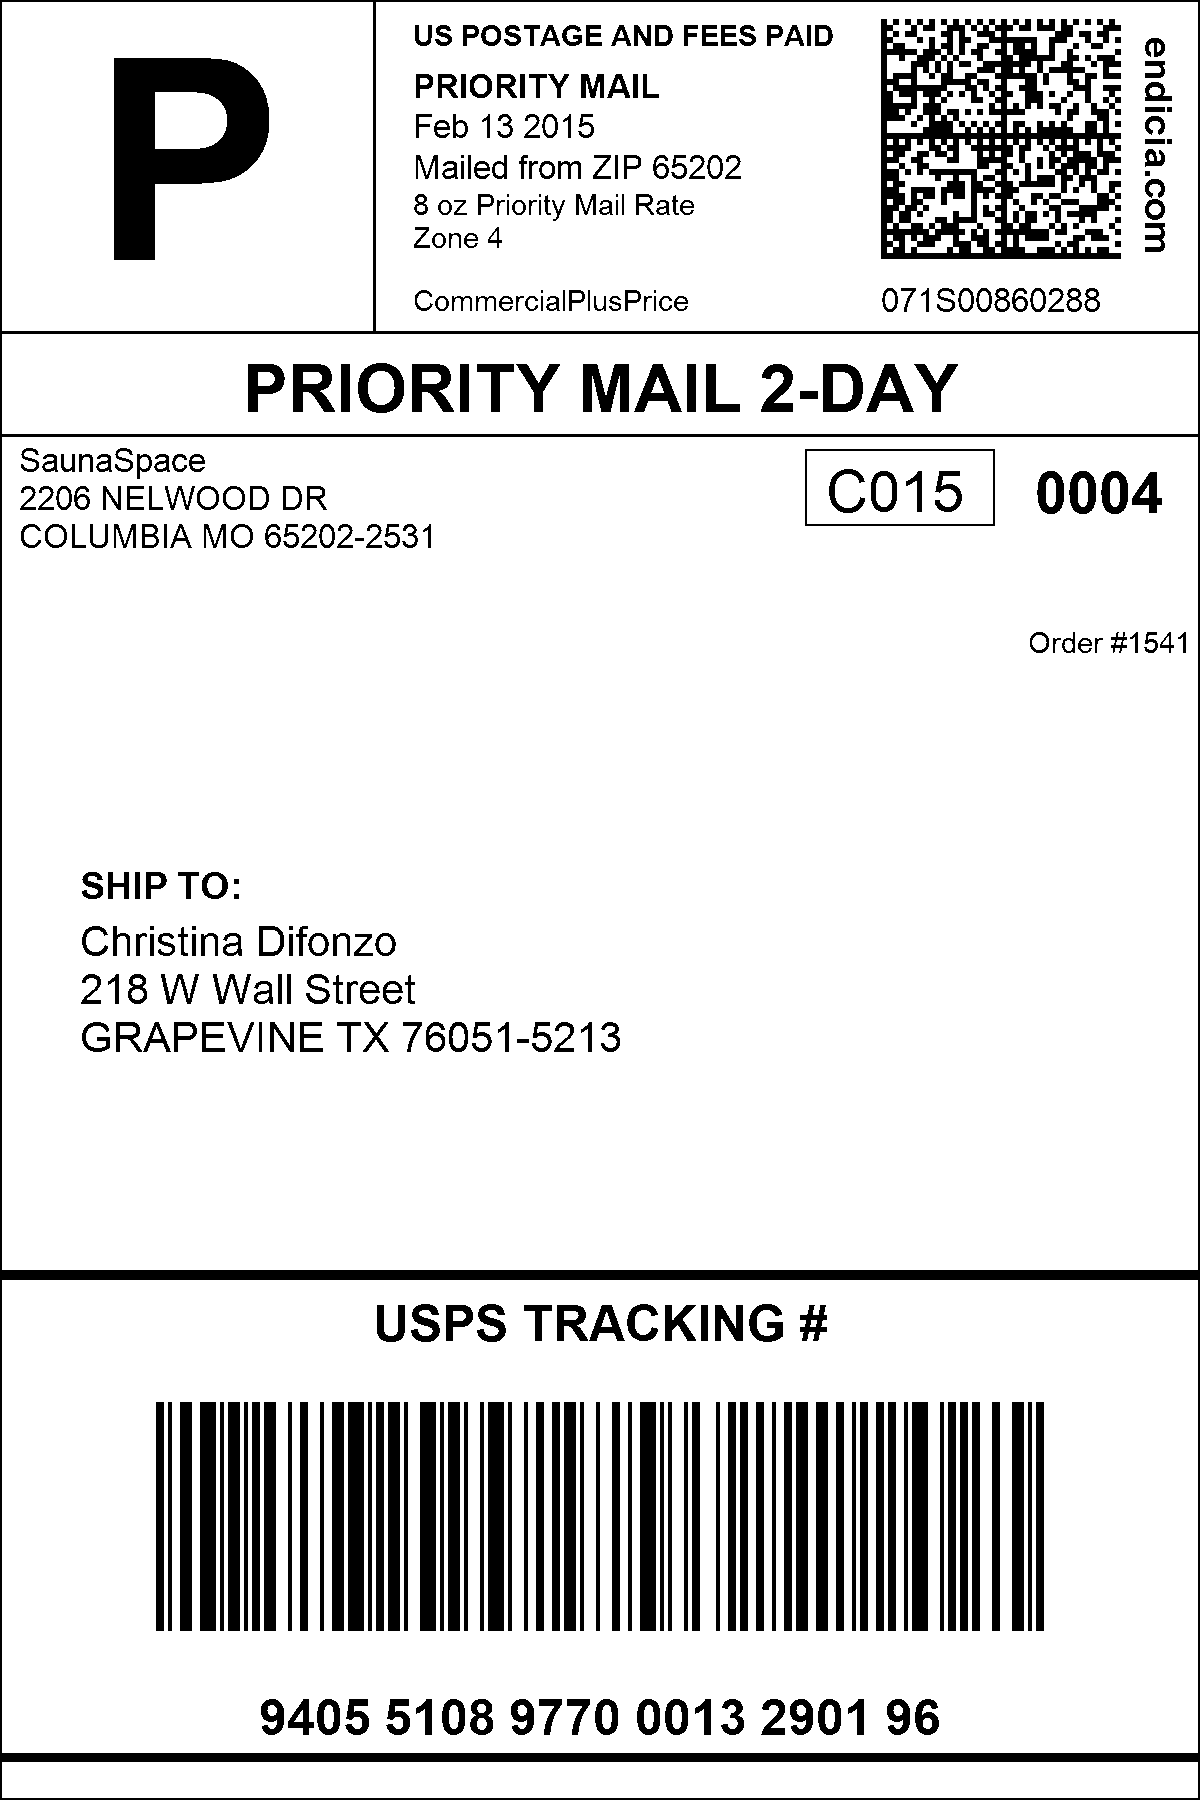 P
US POSTAGE AND FEES PAID
PRIORITY MAIL
Feb 13 2015
Mailed from ZIP 65202
8 oz Priority Mail Rate
Zone 4
CommercialPlusPrice
endicia.com
071S00860288
PRIORITY MAIL 2-DAY
SaunaSpace
2206 NELWOOD DR
COLUMBIA MO 65202-2531
C015 0004
Order #1541
SHIP TO:
Christina Difonzo
218 W Wall Street
GRAPEVINE TX 76051-5213
USPS TRACKING #
9405 5108 9770 0013 2901 96